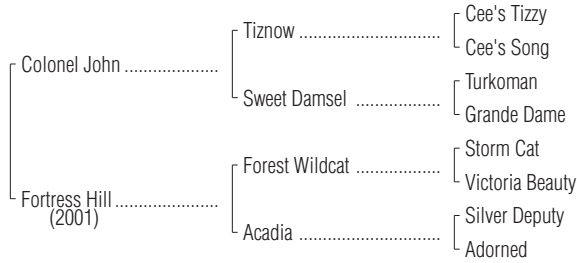 Cee's Tizzy
Tiznow
Cee's Song
Colonel John
Turkoman
Sweet Damsel
Grande Dame
Storm Cat
Forest Wildcat
Victoria Beauty
Fortress Hill
(2001)
Silver Deputy
Acadia
Adorned